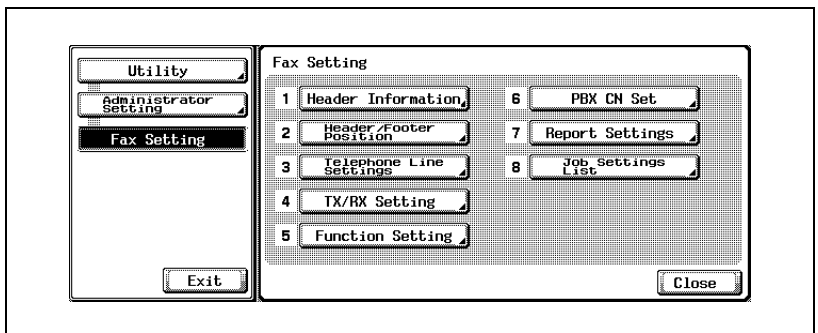 Utility
Administrator
Setting
Fax Setting
Exit
Fax Setting
1 Header Information
2 Header/Footer
Position
3 Telephone Line
Settings
4 TX/RX Setting
5 Function Setting
6 PBX CN Set
7 Report Settings
8 Job Settings
List
Close